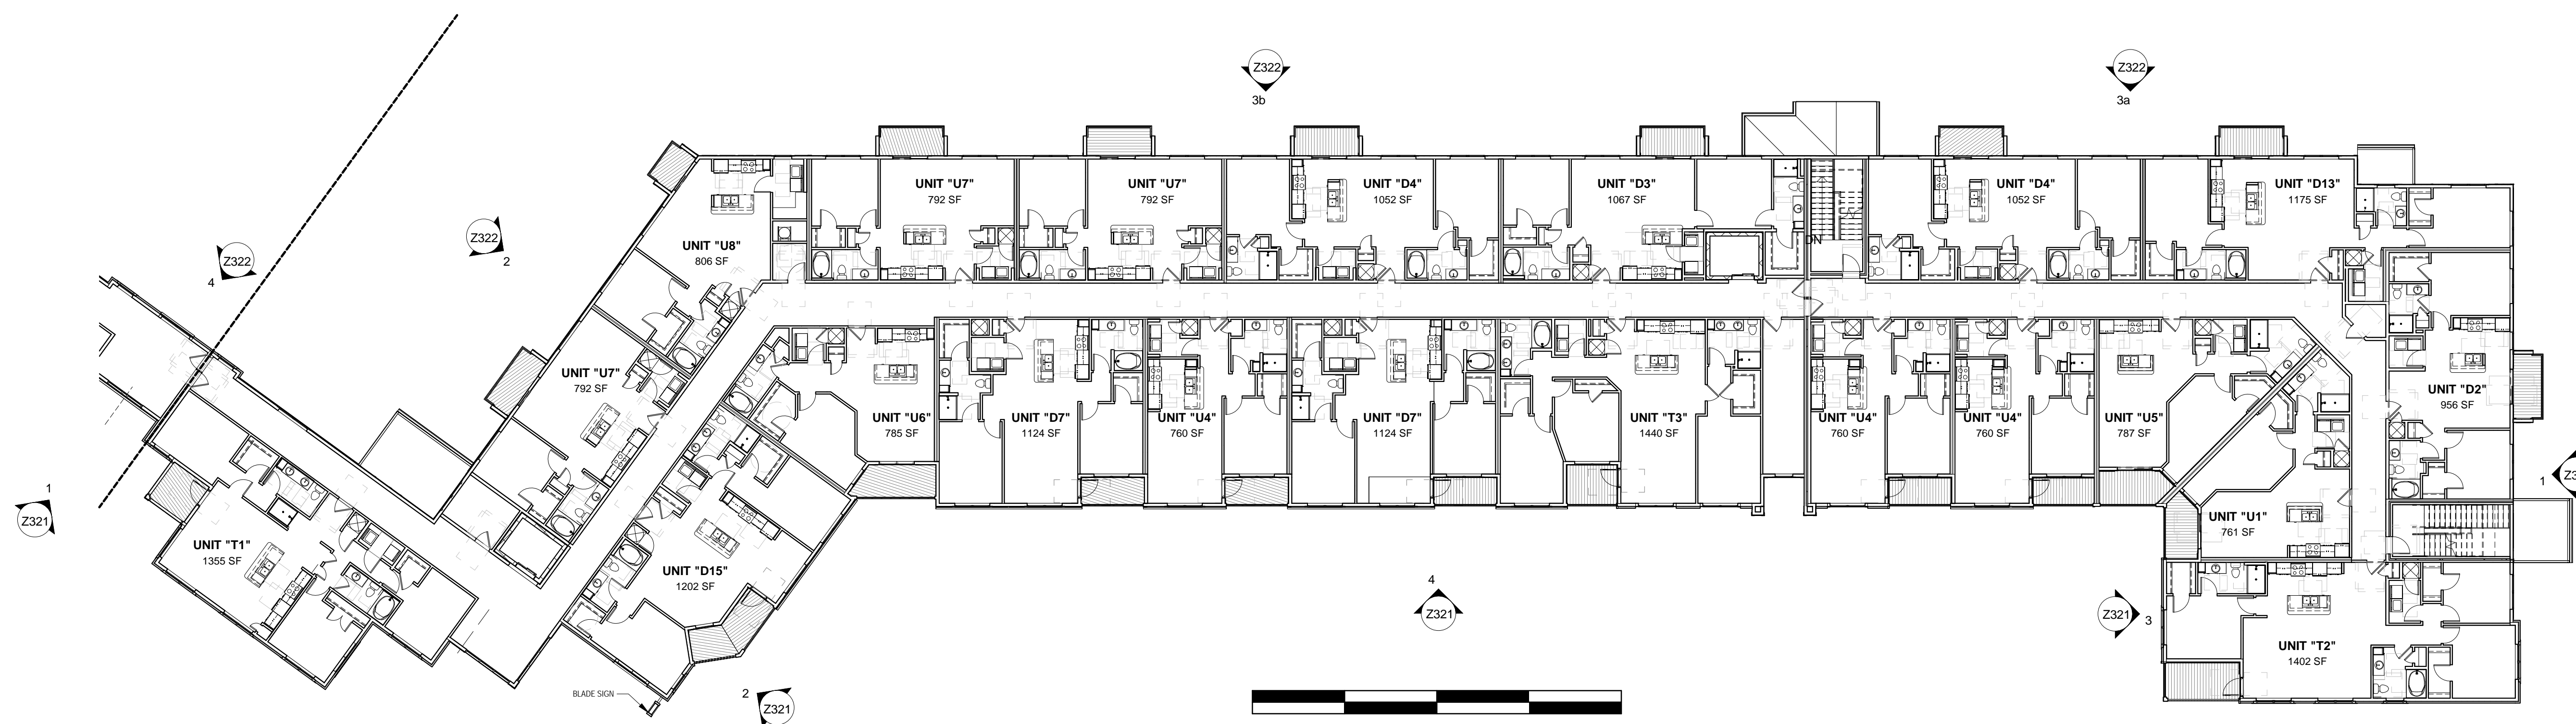 Z322
3b
Z322
3a
Z322
2
Z322
4
UNIT "U8"
806 SF
UNIT "U7"
792 SF
UNIT "U7"
792 SF
UNIT "D4"
1052 SF
UNIT "D3"
1067 SF
DN
UNIT "D4"
1052 SF
UNIT "D13"
1175 SF
UNIT "U7"
792 SF
UNIT "U6"
785 SF
UNIT "D7"
1124 SF
UNIT "U4"
760 SF
UNIT "D7"
1124 SF
UNIT "T3"
1440 SF
UNIT "U4"
760 SF
UNIT "U4"
760 SF
UNIT "U5"
787 SF
UNIT "D2"
956 SF
1
Z321
1
UNIT "T1"
1355 SF
UNIT "D15"
1202 SF
UNIT "U1"
761 SF
4
Z321
Z321
3
UNIT "T2"
1402 SF
BLADE SIGN
2
Z321